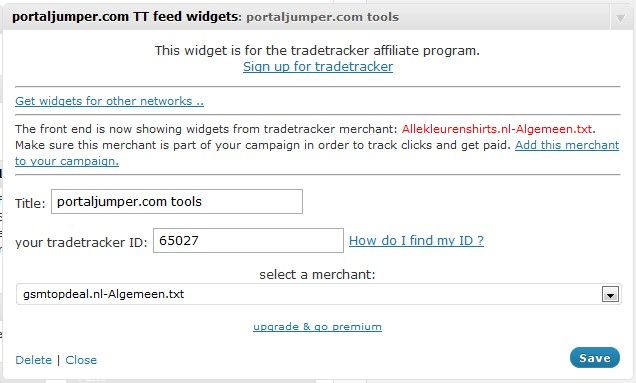 portaljumper.com TT feed widgets: portaljumper.com tools
This widget is for the tradetracker affiliate program.
Sign up for tradetracker
Get widgets for other networks ..
The front end is now showing widgets from tradetracker merchant: Allekleurenshirts.nl-Algemeen.txt.
Make sure this merchant is part of your campaign in order to track clicks and get paid. Add this merchant
to your campaign.
Title: portaljumper.com tools
your tradetracker ID: 65027 How do I find my ID ?
select a merchant:
gsmtopdeal.nl-Algemeen.txt
upgrade & go premium
Delete | Close
Save